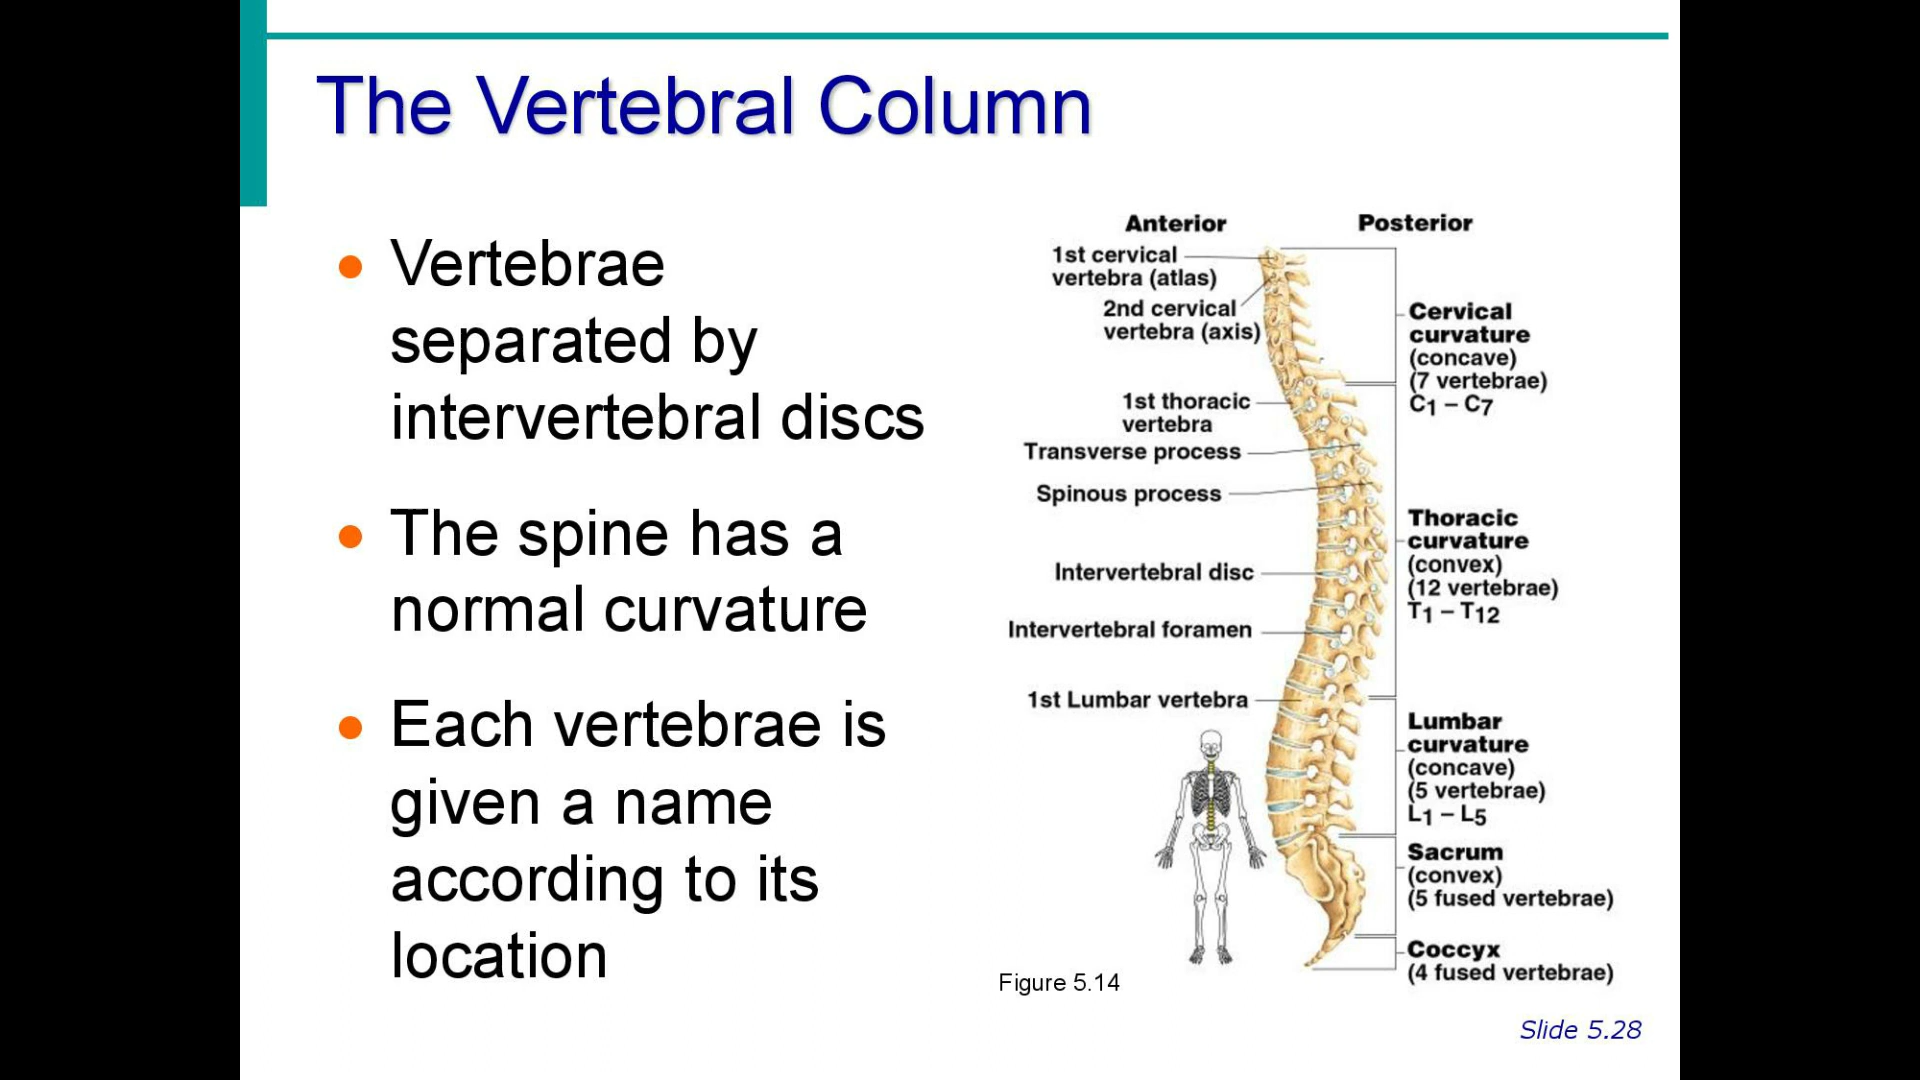 The Vertebral Column
• Vertebrae
separated by
intervertebral discs
• The spine has a
normal curvature
• Each vertebrae is
given a name
according to its
location
Anterior
Posterior
1st cervical
vertebra (atlas)
2nd cervical
vertebra (axis)
1st thoracic
vertebra
Transverse process
Spinous process
Intervertebral disc
Intervertebral foramen
1st Lumbar vertebra
Cervical
curvature
(concave)
(7 vertebrae)
C1 – C7
Thoracic
curvature
(convex)
(12 vertebrae)
T1 – T12
Lumbar
curvature
(concave)
(5 vertebrae)
L1 – L5
Sacrum
(convex)
(5 fused vertebrae)
Coccyx
(4 fused vertebrae)
Figure 5.14
Slide 5.28